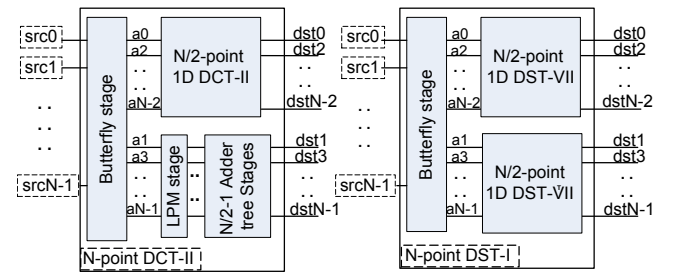 src0
src1
. .
. .
. .
srcN-1
Butterfly stage
a0
a2
. .
. .
aN-2
N/2-point
1D DCT-II
dst0
dst2
. .
. .
dstN-2
a1
a3
. .
. .
aN-1
LPM stage
..
..
N/2-1 Adder
tree Stages
dst1
dst3
. .
. .
dstN-1
N-point DCT-II
src0
src1
. .
. .
. .
srcN-1
Butterfly stage
a0
a2
. .
. .
aN-2
N/2-point
1D DST-VII
dst0
dst2
. .
. .
dstN-2
a1
a3
. .
. .
aN-1
N/2-point
1D DST-V̌II
dst1
dst3
. .
. .
dstN-1
N-point DST-I